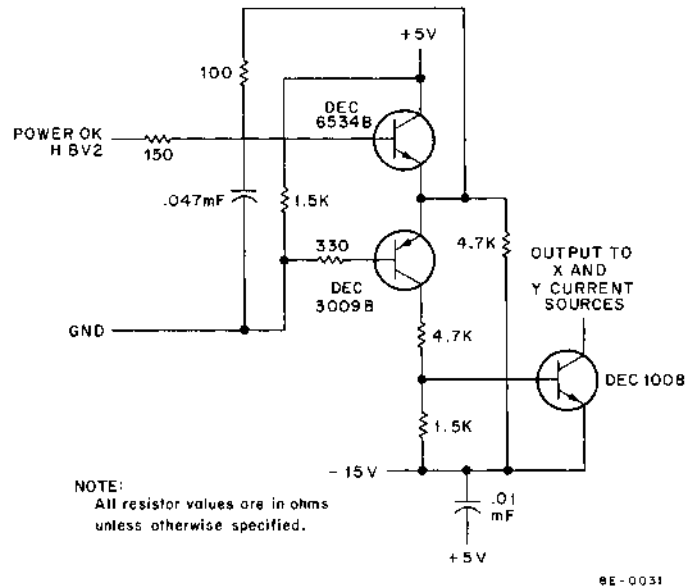 +5V
100
DEC
6534B
POWER OK
H BV2
150
.047mF
1.5K
330
4.7K
OUTPUT TO
X AND
Y CURRENT
SOURCES
DEC
3009B
GND
4.7K
DEC 1008
1.5K
-15V
.01
mF
+5V
NOTE:
All resistor values are in ohms
unless otherwise specified.
8E-0031